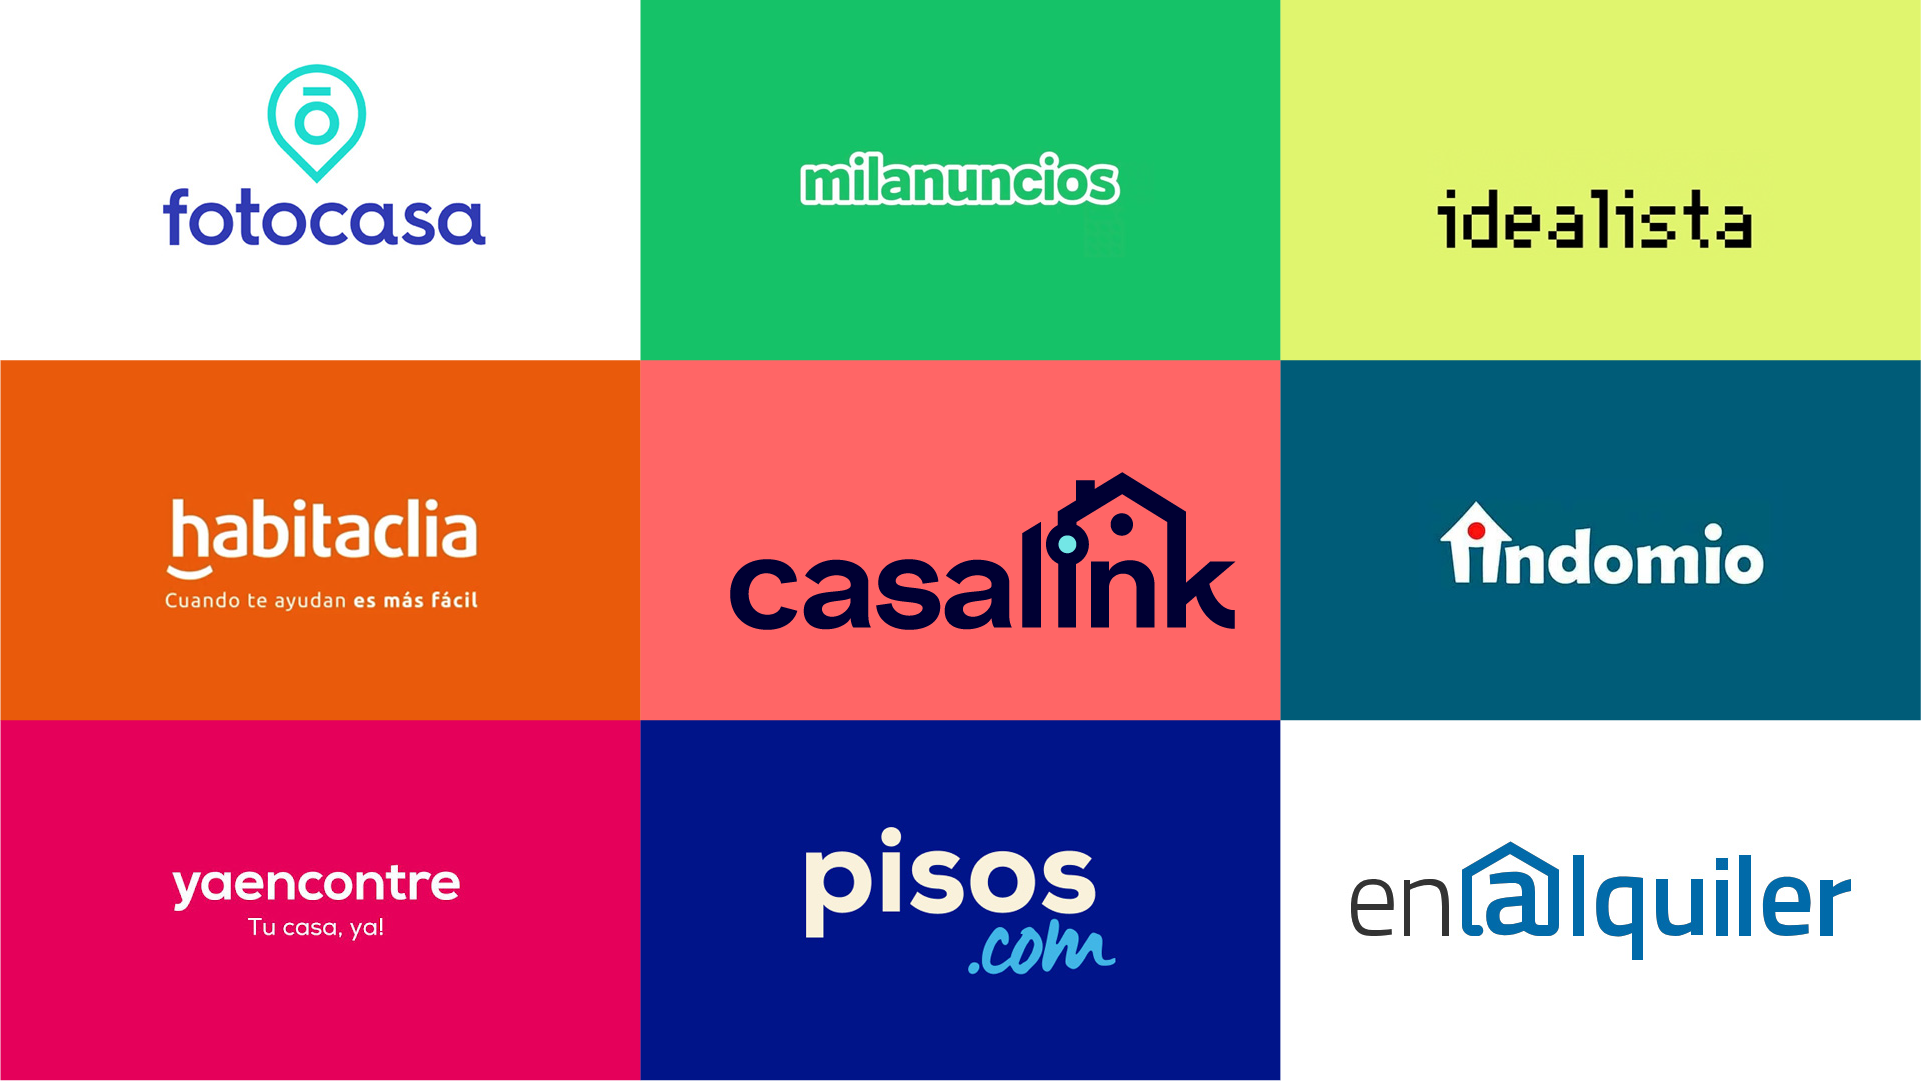 fotocasa
milanuncios
idealista
habitaclia
Cuando te ayudan es más fácil
casalink
indomio
yaencontre
Tu casa, ya!
pisos
.com
enalquiler